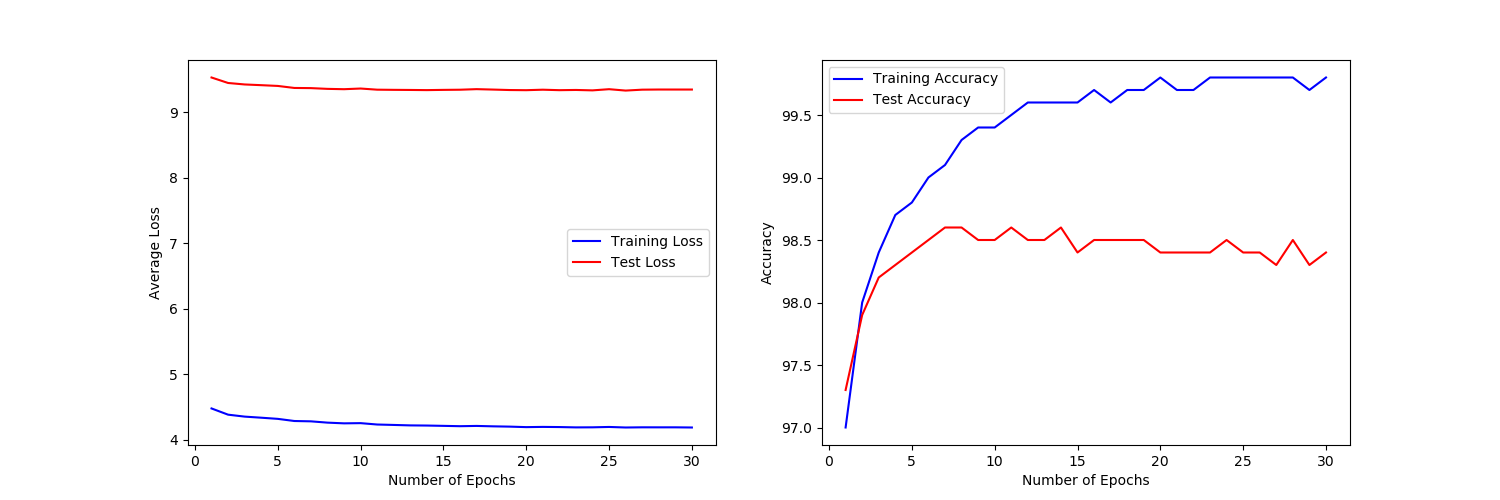 9
8
7
6
5
4
Average Loss
Training Loss
Test Loss
0 5 10 15 20 25 30
Number of Epochs
Training Accuracy
Test Accuracy
99.5
99.0
98.5
98.0
97.5
97.0
Accuracy
0 5 10 15 20 25 30
Number of Epochs